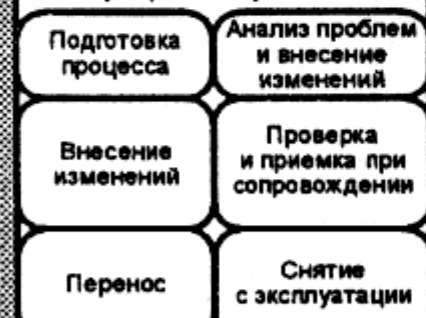 Подготовка
процесса
Анализ проблем
и внесение
изменений
Внесение
изменений
Проверка
и приемка при
сопровождении
Перенос
Снятие
с эксплуатации